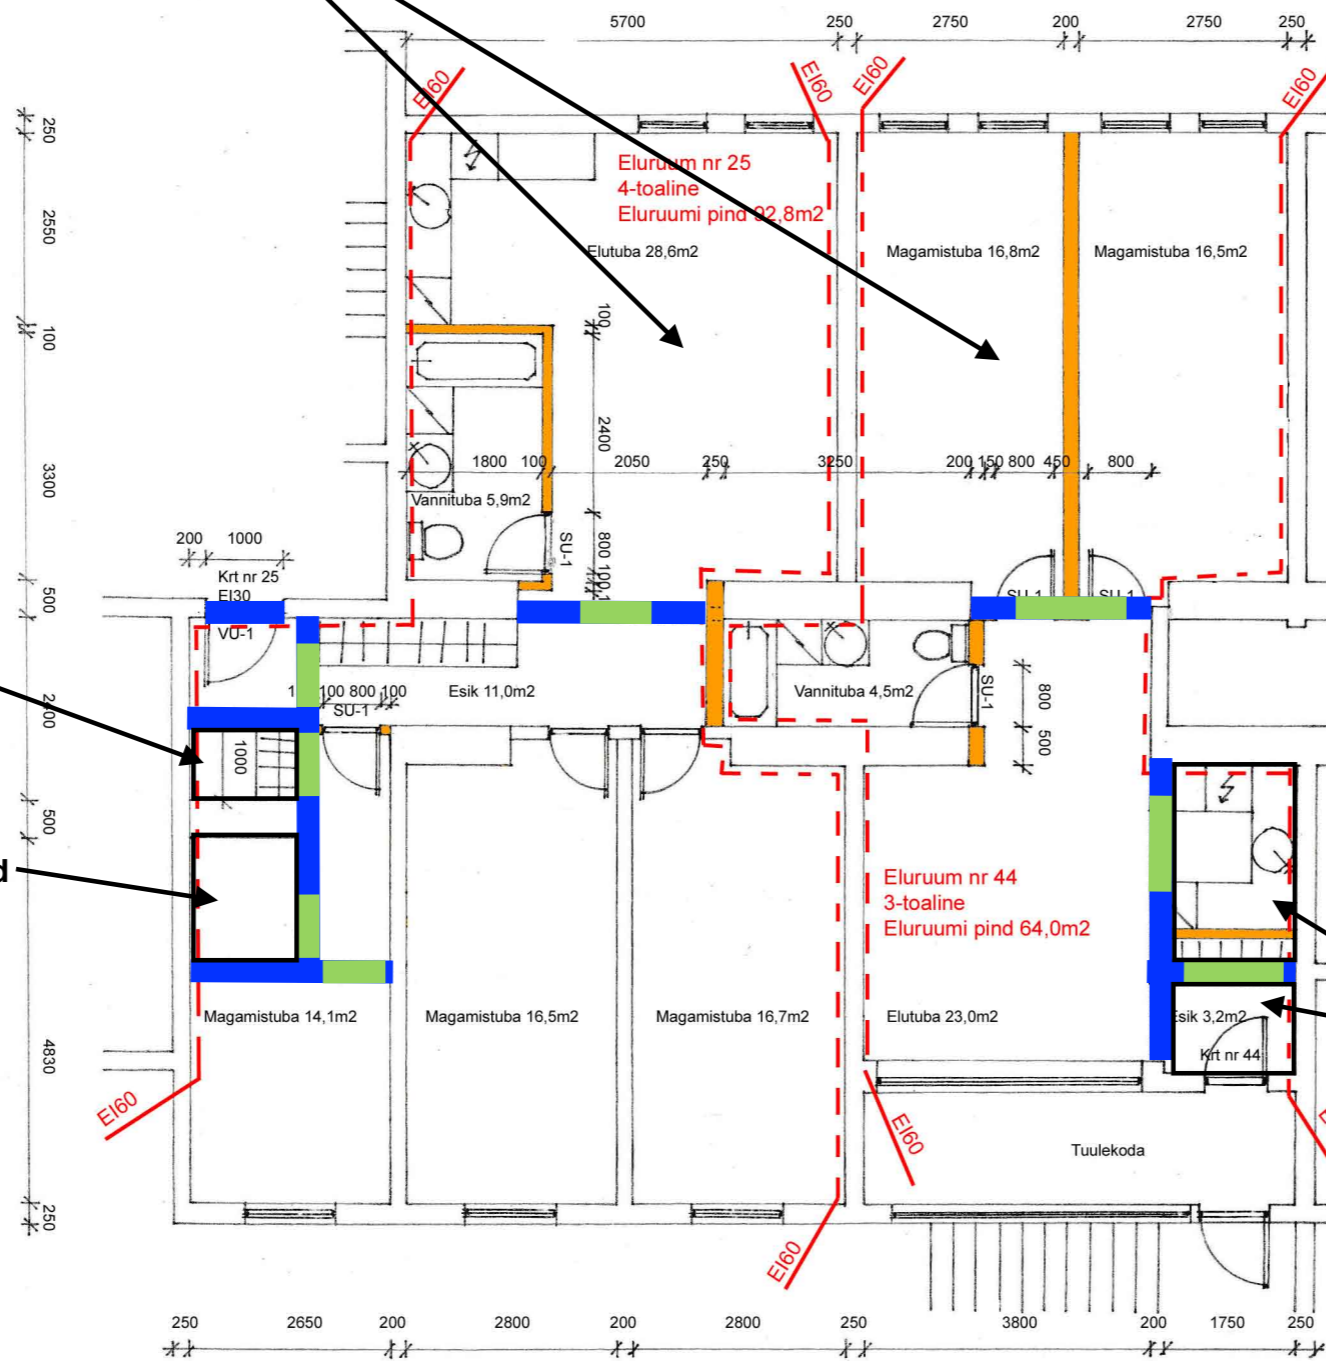 5700
250
2750
200
2750
250
EI60
EI60
EI60
EI60
250
Eluruum nr 25
4-toaline
Eluruumi pind 92,8m2
2550
Elutuba 28,6m2
Magamistuba 16,8m2
Magamistuba 16,5m2
100
100
2400
3300
1800
100
2050
250
3250
200
150
800
450
800
Vannituba 5,9m2
SU-1
800
100
200
1000
Krt nr 25
EI30
VU-1
500
SU-1
SU-1
100
800
100
SU-1
Esik 11,0m2
Vannituba 4,5m2
SU-1
800
500
1000
500
d
Eluruum nr 44
3-toaline
Eluruumi pind 64,0m2
Magamistuba 14,1m2
Magamistuba 16,5m2
Magamistuba 16,7m2
Elutuba 23,0m2
Esik 3,2m2
Krt nr 44
4830
EI60
EI60
Tuulekoda
250
EI60
250
2650
200
2800
200
2800
250
3800
200
1750
250